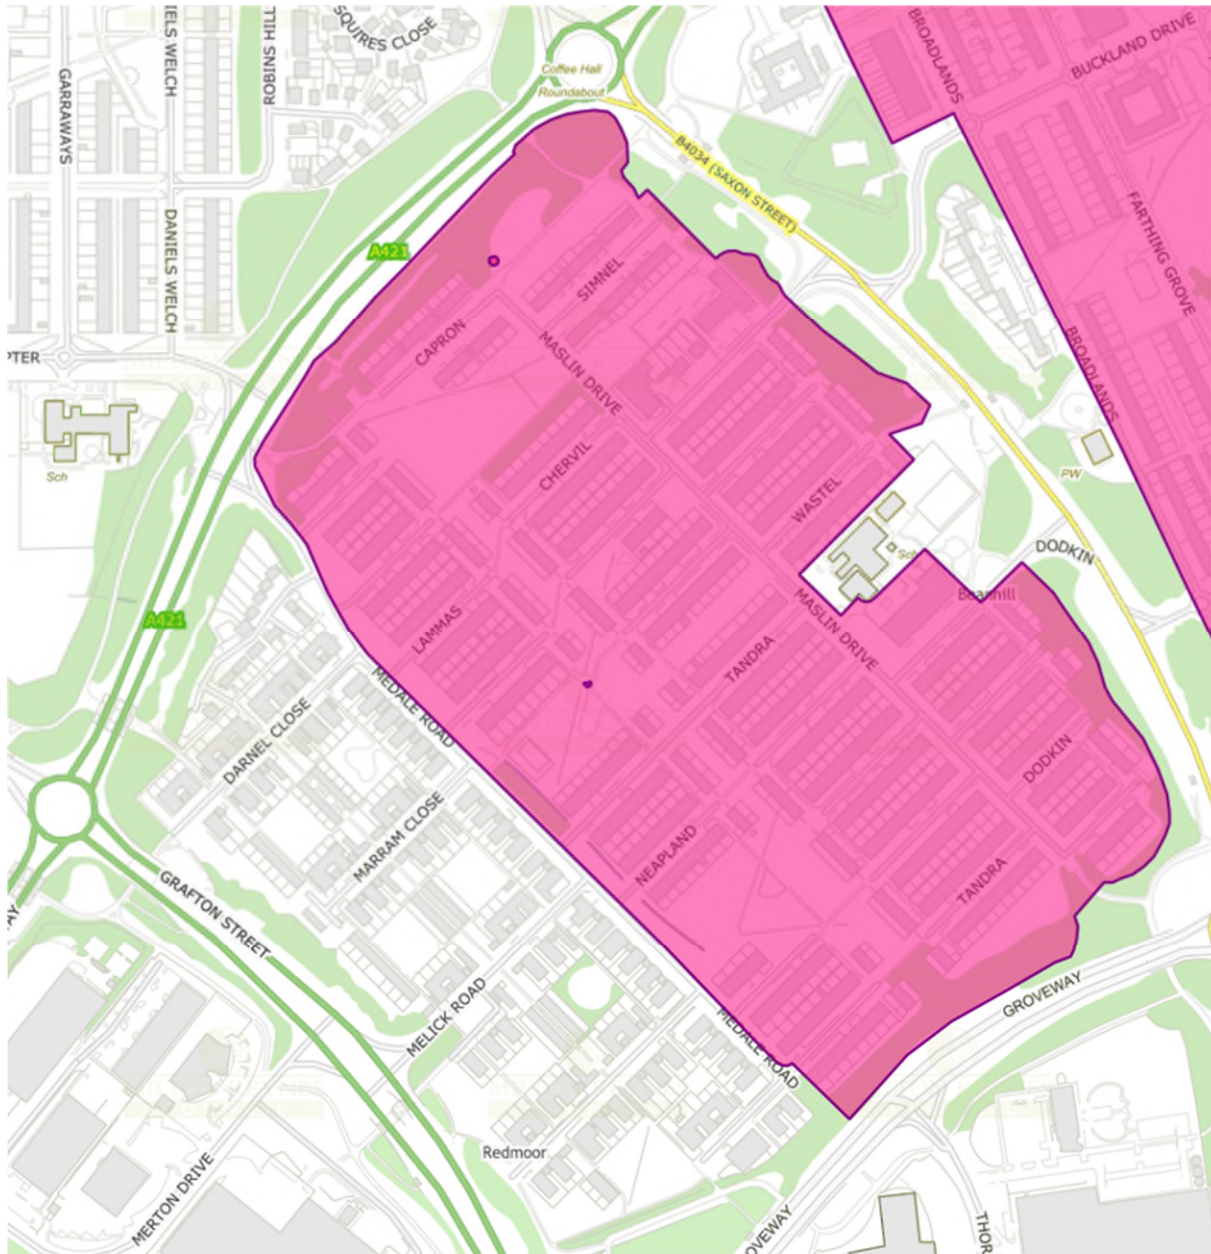 SQUIRES CLOSE
IELS WELCH
ROBINS HILL
GARRAWAYS
Coffee Hall
Roundabout
BROADLANDS
BUCKLAND DRIVE
B4034 (SAXON STREET)
DANIELS WELCH
A421
SIMNEL
FARTHING GROVE
CAPRON
MASLIN DRIVE
PTER
BROADLANDS
CHERVIL
Sch
PW
WASTEL
Sch
DODKIN
Beanhill
A421
LAMMAS
MASLIN DRIVE
TANDRA
MEDALE ROAD
DARNEL CLOSE
DODKIN
MARRAM CLOSE
NEAPLAND
TANDRA
GRAFTON STREET
GROVEWAY
MELICK ROAD
MEDALE ROAD
Redmoor
MERTON DRIVE
OVEWAY
THOR